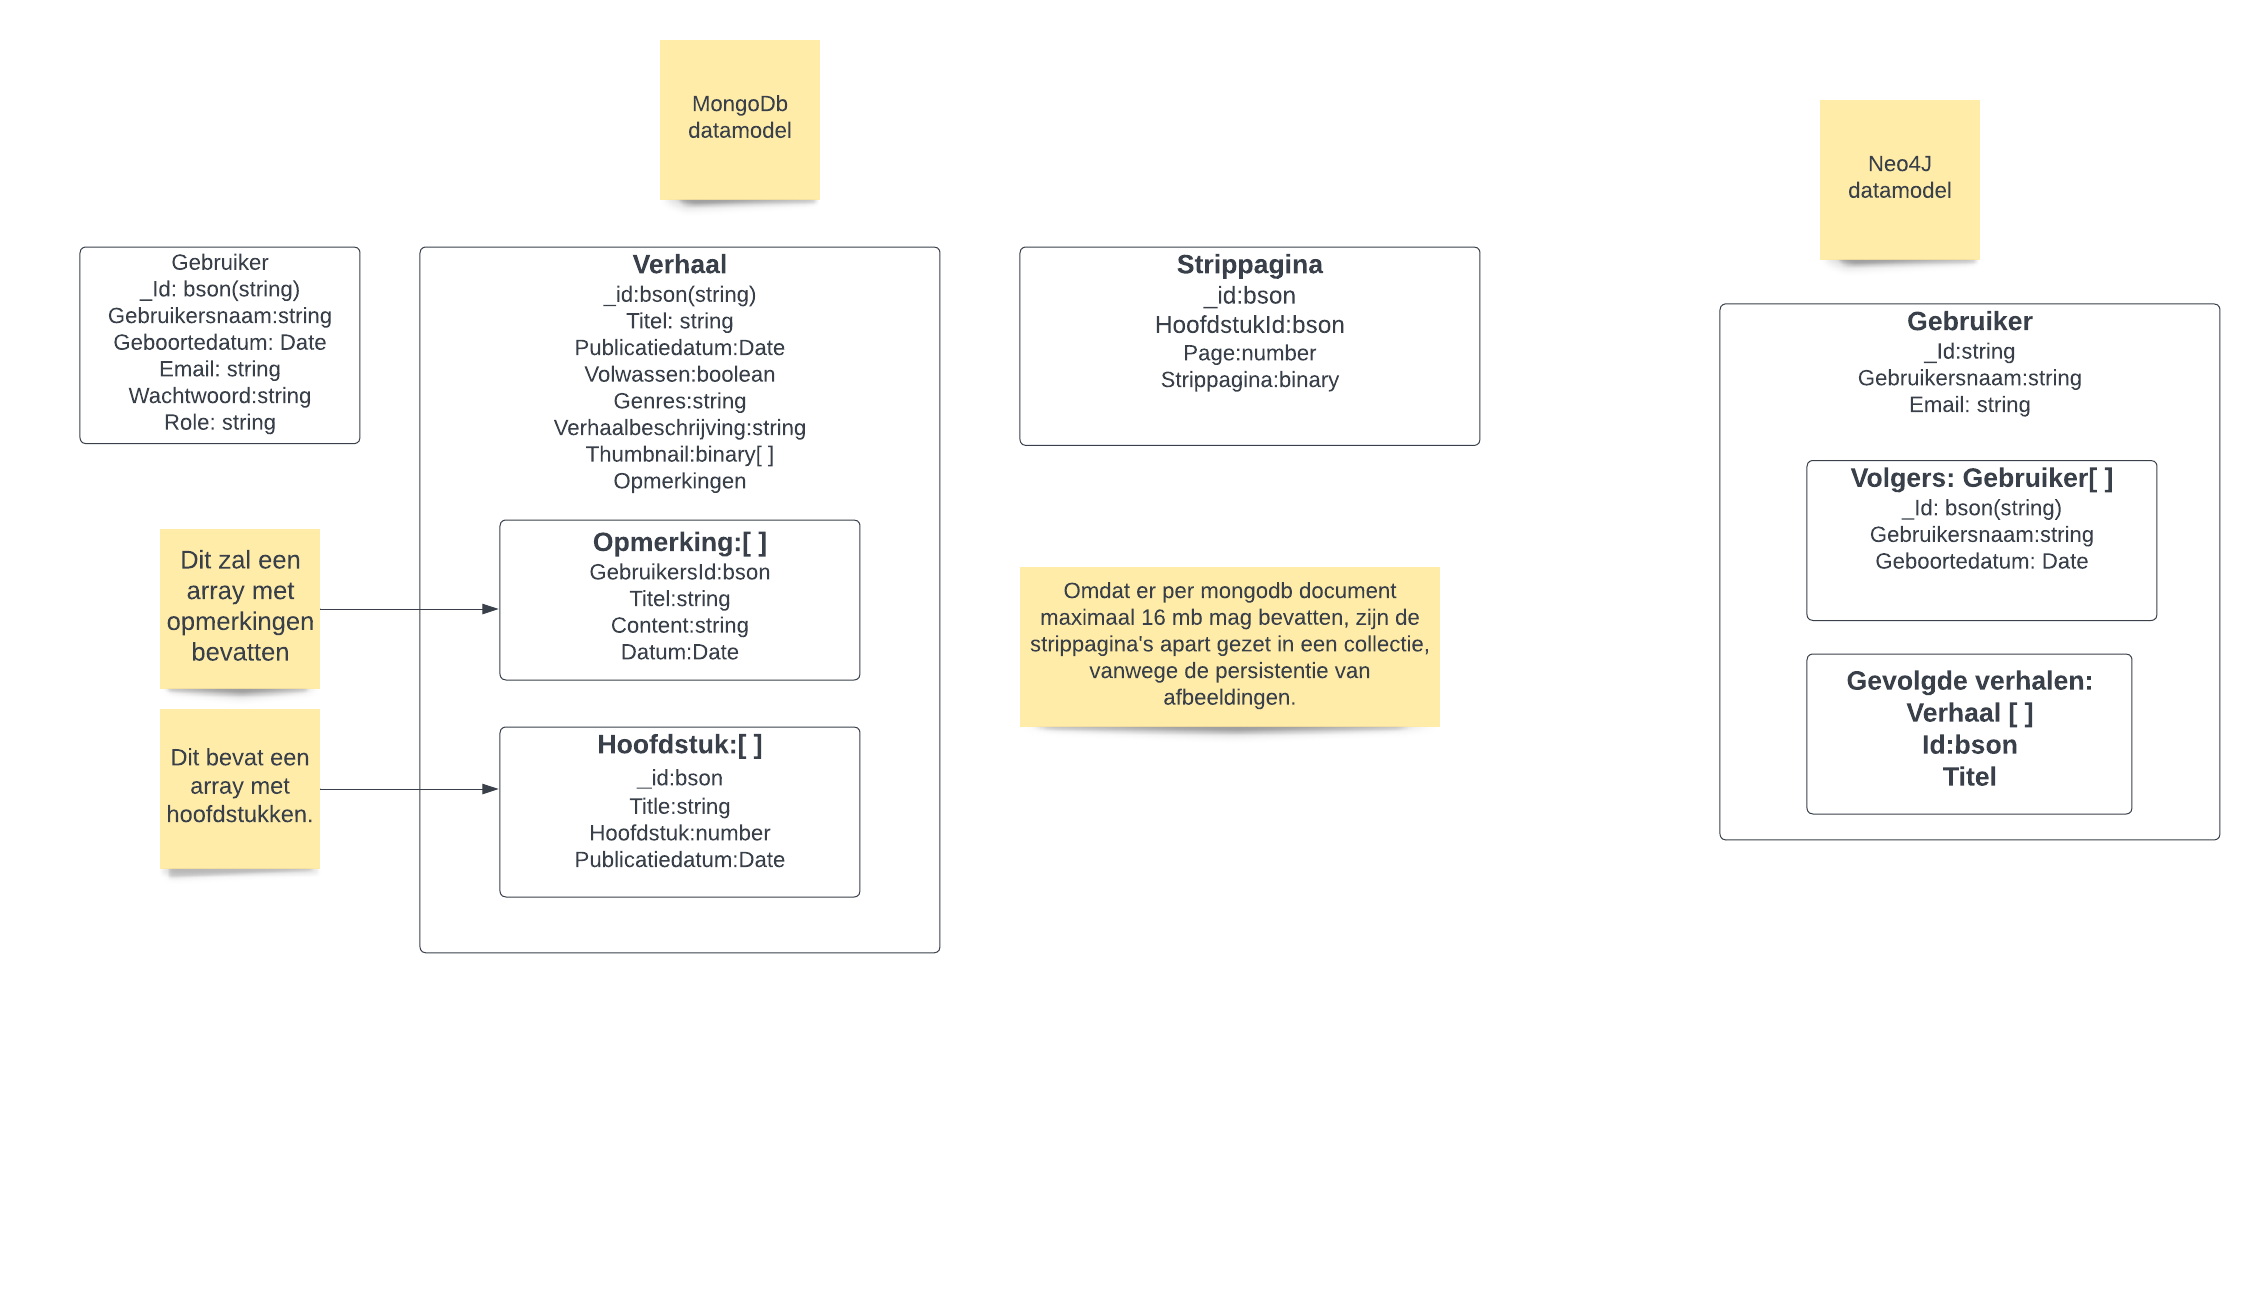 MongoDb
datamodel
Neo4J
datamodel
Gebruiker
_Id: bson(string)
Gebruikersnaam:string
Geboortedatum: Date
Email: string
Wachtwoord:string
Role: string
Verhaal
_id:bson(string)
Titel: string
Publicatiedatum:Date
Volwassen:boolean
Genres:string
Verhaalbeschrijving:string
Thumbnail:binary[ ]
Opmerkingen
Dit zal een
array met
opmerkingen
bevatten
Opmerking:[ ]
GebruikersId:bson
Titel:string
Content:string
Datum:Date
Dit bevat een
array met
hoofdstukken.
Hoofdstuk:[ ]
_id:bson
Title:string
Hoofdstuk:number
Publicatiedatum:Date
Strippagina
_id:bson
HoofdstukId:bson
Page:number
Strippagina:binary
Omdat er per mongodb document
maximaal 16 mb mag bevatten, zijn de
strippagina's apart gezet in een collectie,
vanwege de persistentie van
afbeeldingen.
Gebruiker
_Id:string
Gebruikersnaam:string
Email: string
Volgers: Gebruiker[ ]
_Id: bson(string)
Gebruikersnaam:string
Geboortedatum: Date
Gevolgde verhalen:
Verhaal [ ]
Id:bson
Titel